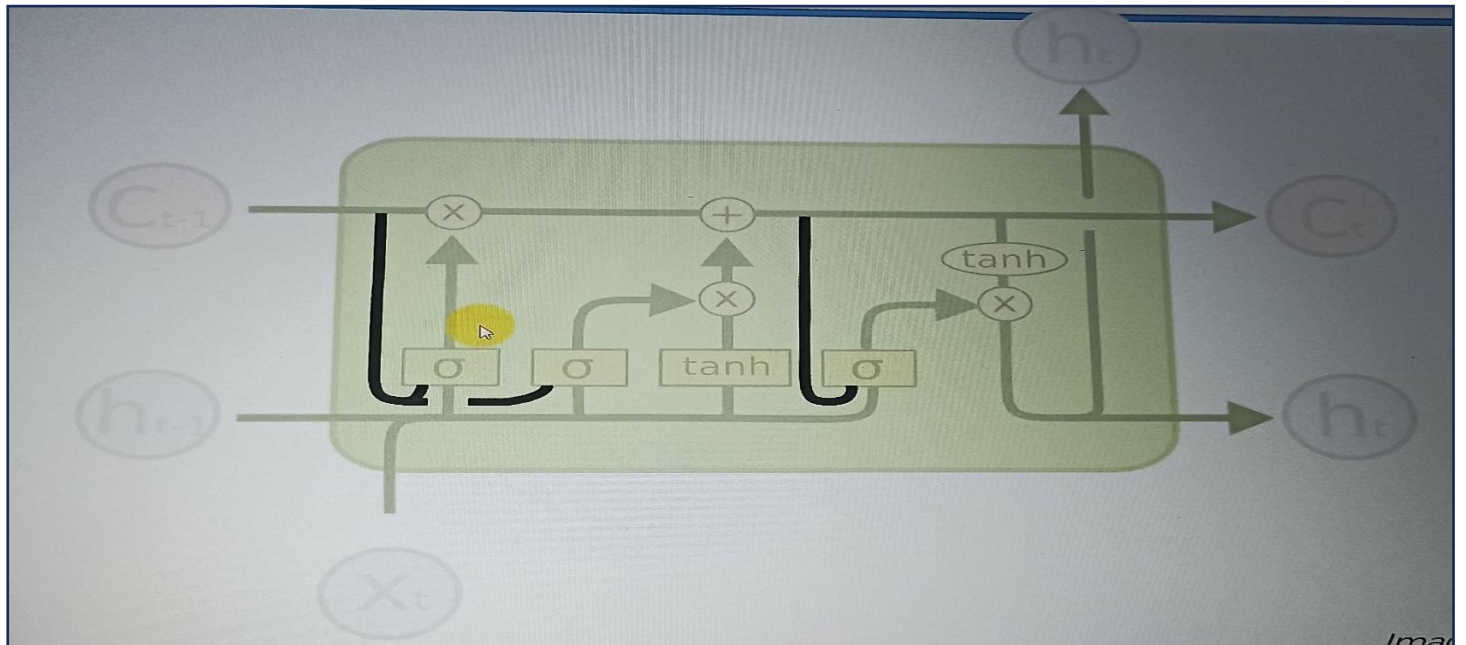 hₜ
Cₜ₋₁
×
+
Cₜ
tanh
×
×
σ
σ
tanh
σ
hₜ₋₁
hₜ
Xₜ